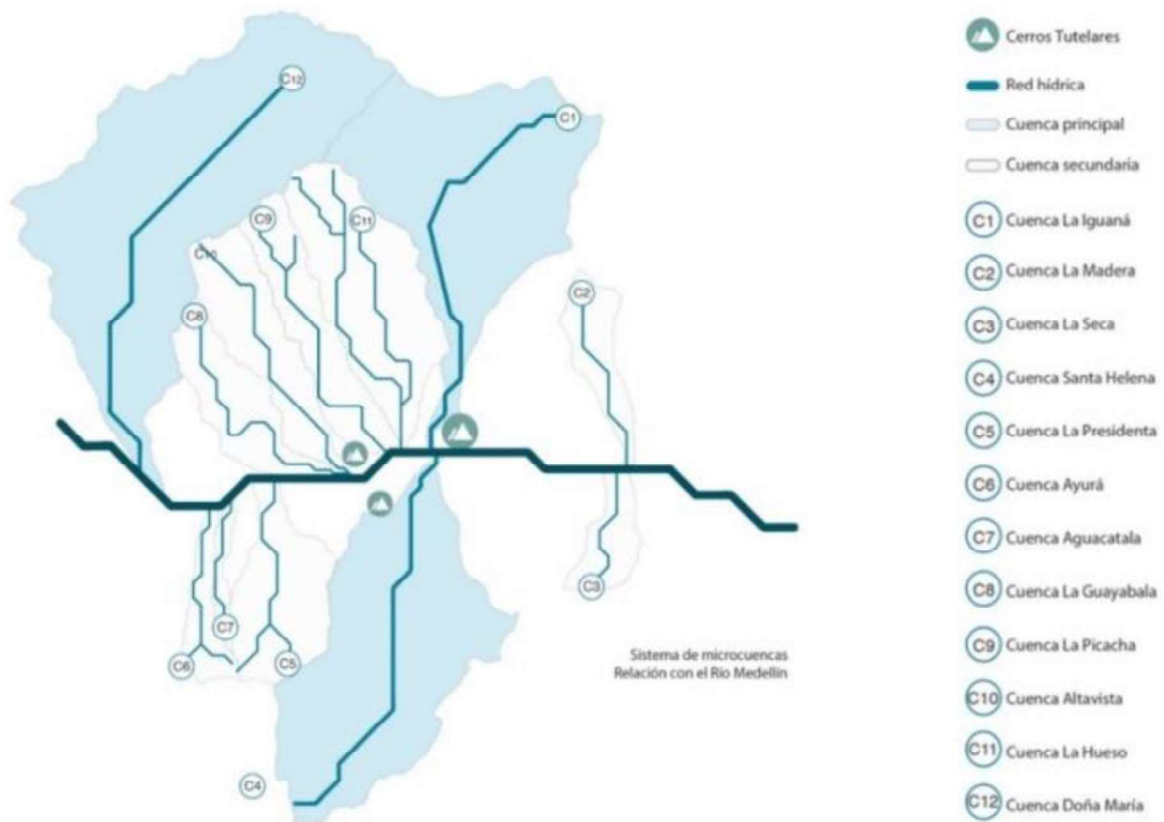 C12
C1
C9
C11
C10
C2
C8
C3
C7
C6
C5
C4
Sistema de microcuencas
Relación con el Río Medellín
Cerros Tutelares
Red hídrica
Cuenca principal
Cuenca secundaría
C1 Cuenca La Iguaná
C2 Cuenca La Madera
C3 Cuenca La Seca
C4 Cuenca Santa Helena
C5 Cuenca La Presidenta
C6 Cuenca Ayurá
C7 Cuenca Aguacatala
C8 Cuenca La Guayabala
C9 Cuenca La Picacha
C10 Cuenca Altavista
C11 Cuenca La Hueso
C12 Cuenca Doña María